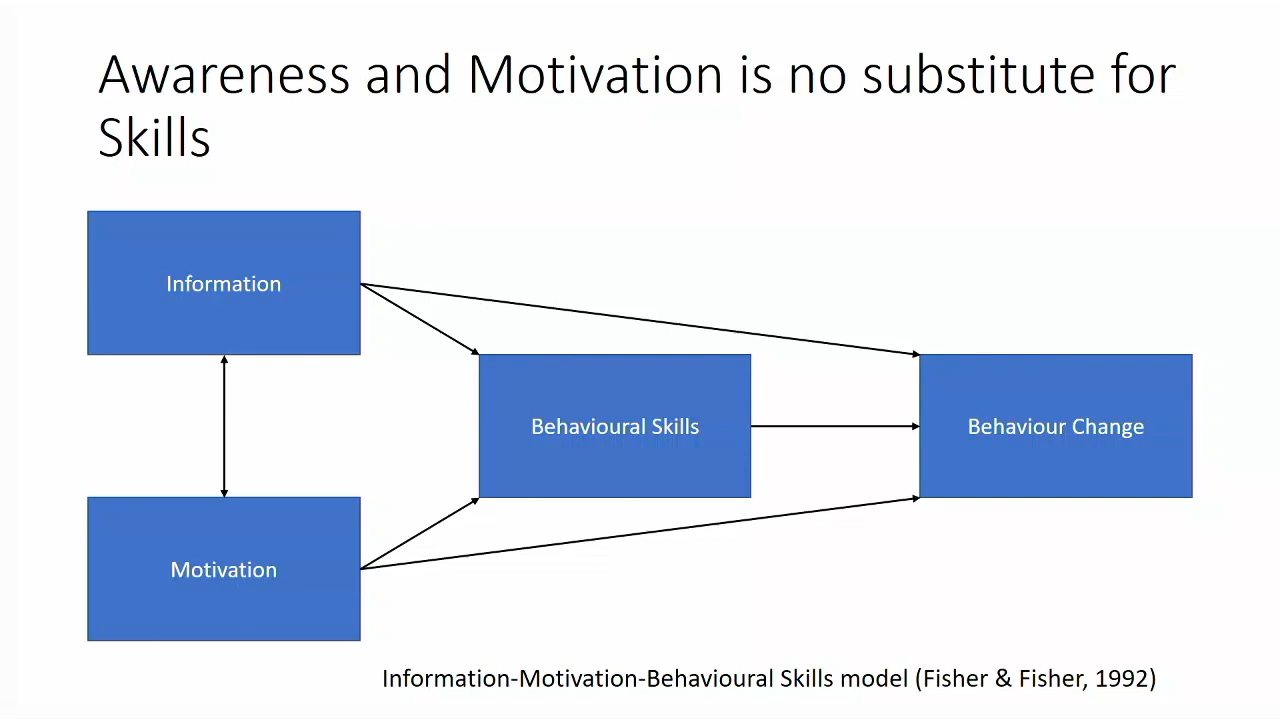 Awareness and Motivation is no substitute for
Skills
Information
Behavioural Skills
Behaviour Change
Motivation
Information-Motivation-Behavioural Skills model (Fisher & Fisher, 1992)